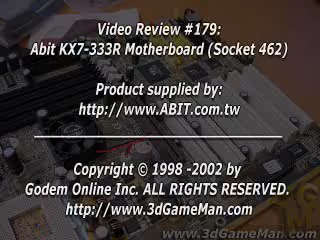 Video Review #179:
Abit KX7-333R Motherboard (Socket 462)
Product supplied by:
http://www.ABIT.com.tw
Copyright © 1998 -2002 by
Godem Online Inc. ALL RIGHTS RESERVED.
http://www.3dGameMan.com
www.3dGameMan.com